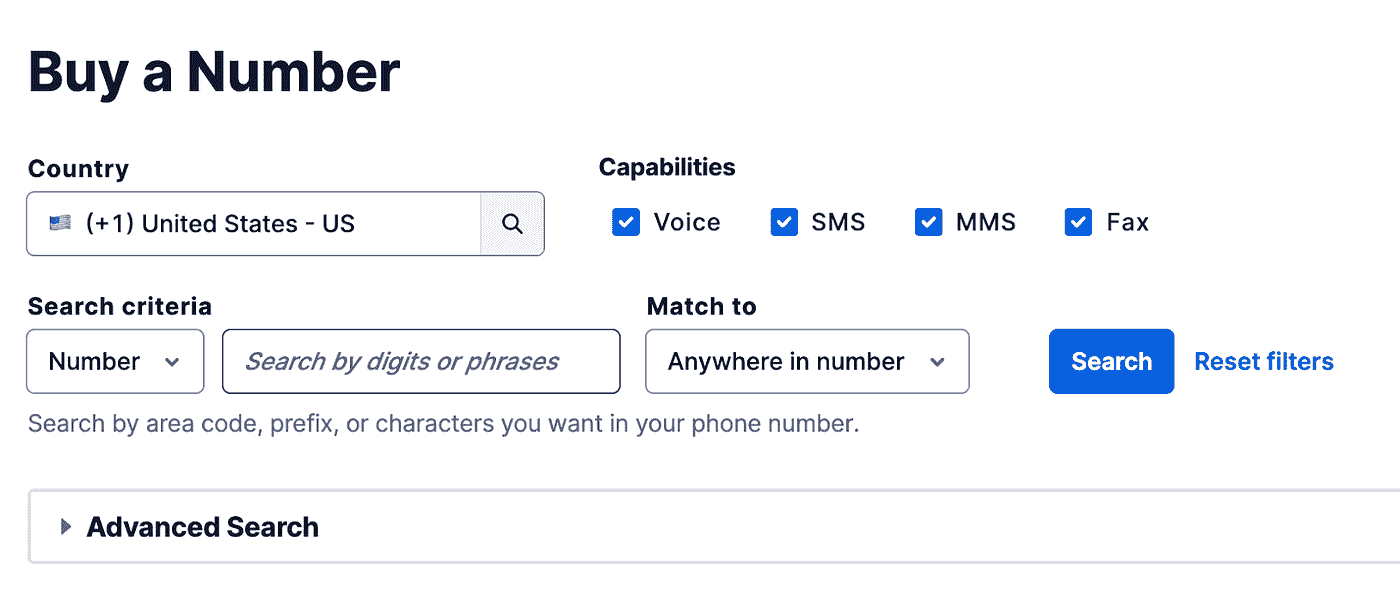 Buy a Number
Country
Capabilities
(+1) United States - US
Voice
SMS
MMS
Fax
Search criteria
Match to
Number
Search by digits or phrases
Anywhere in number
Search
Reset filters
Search by area code, prefix, or characters you want in your phone number.
Advanced Search